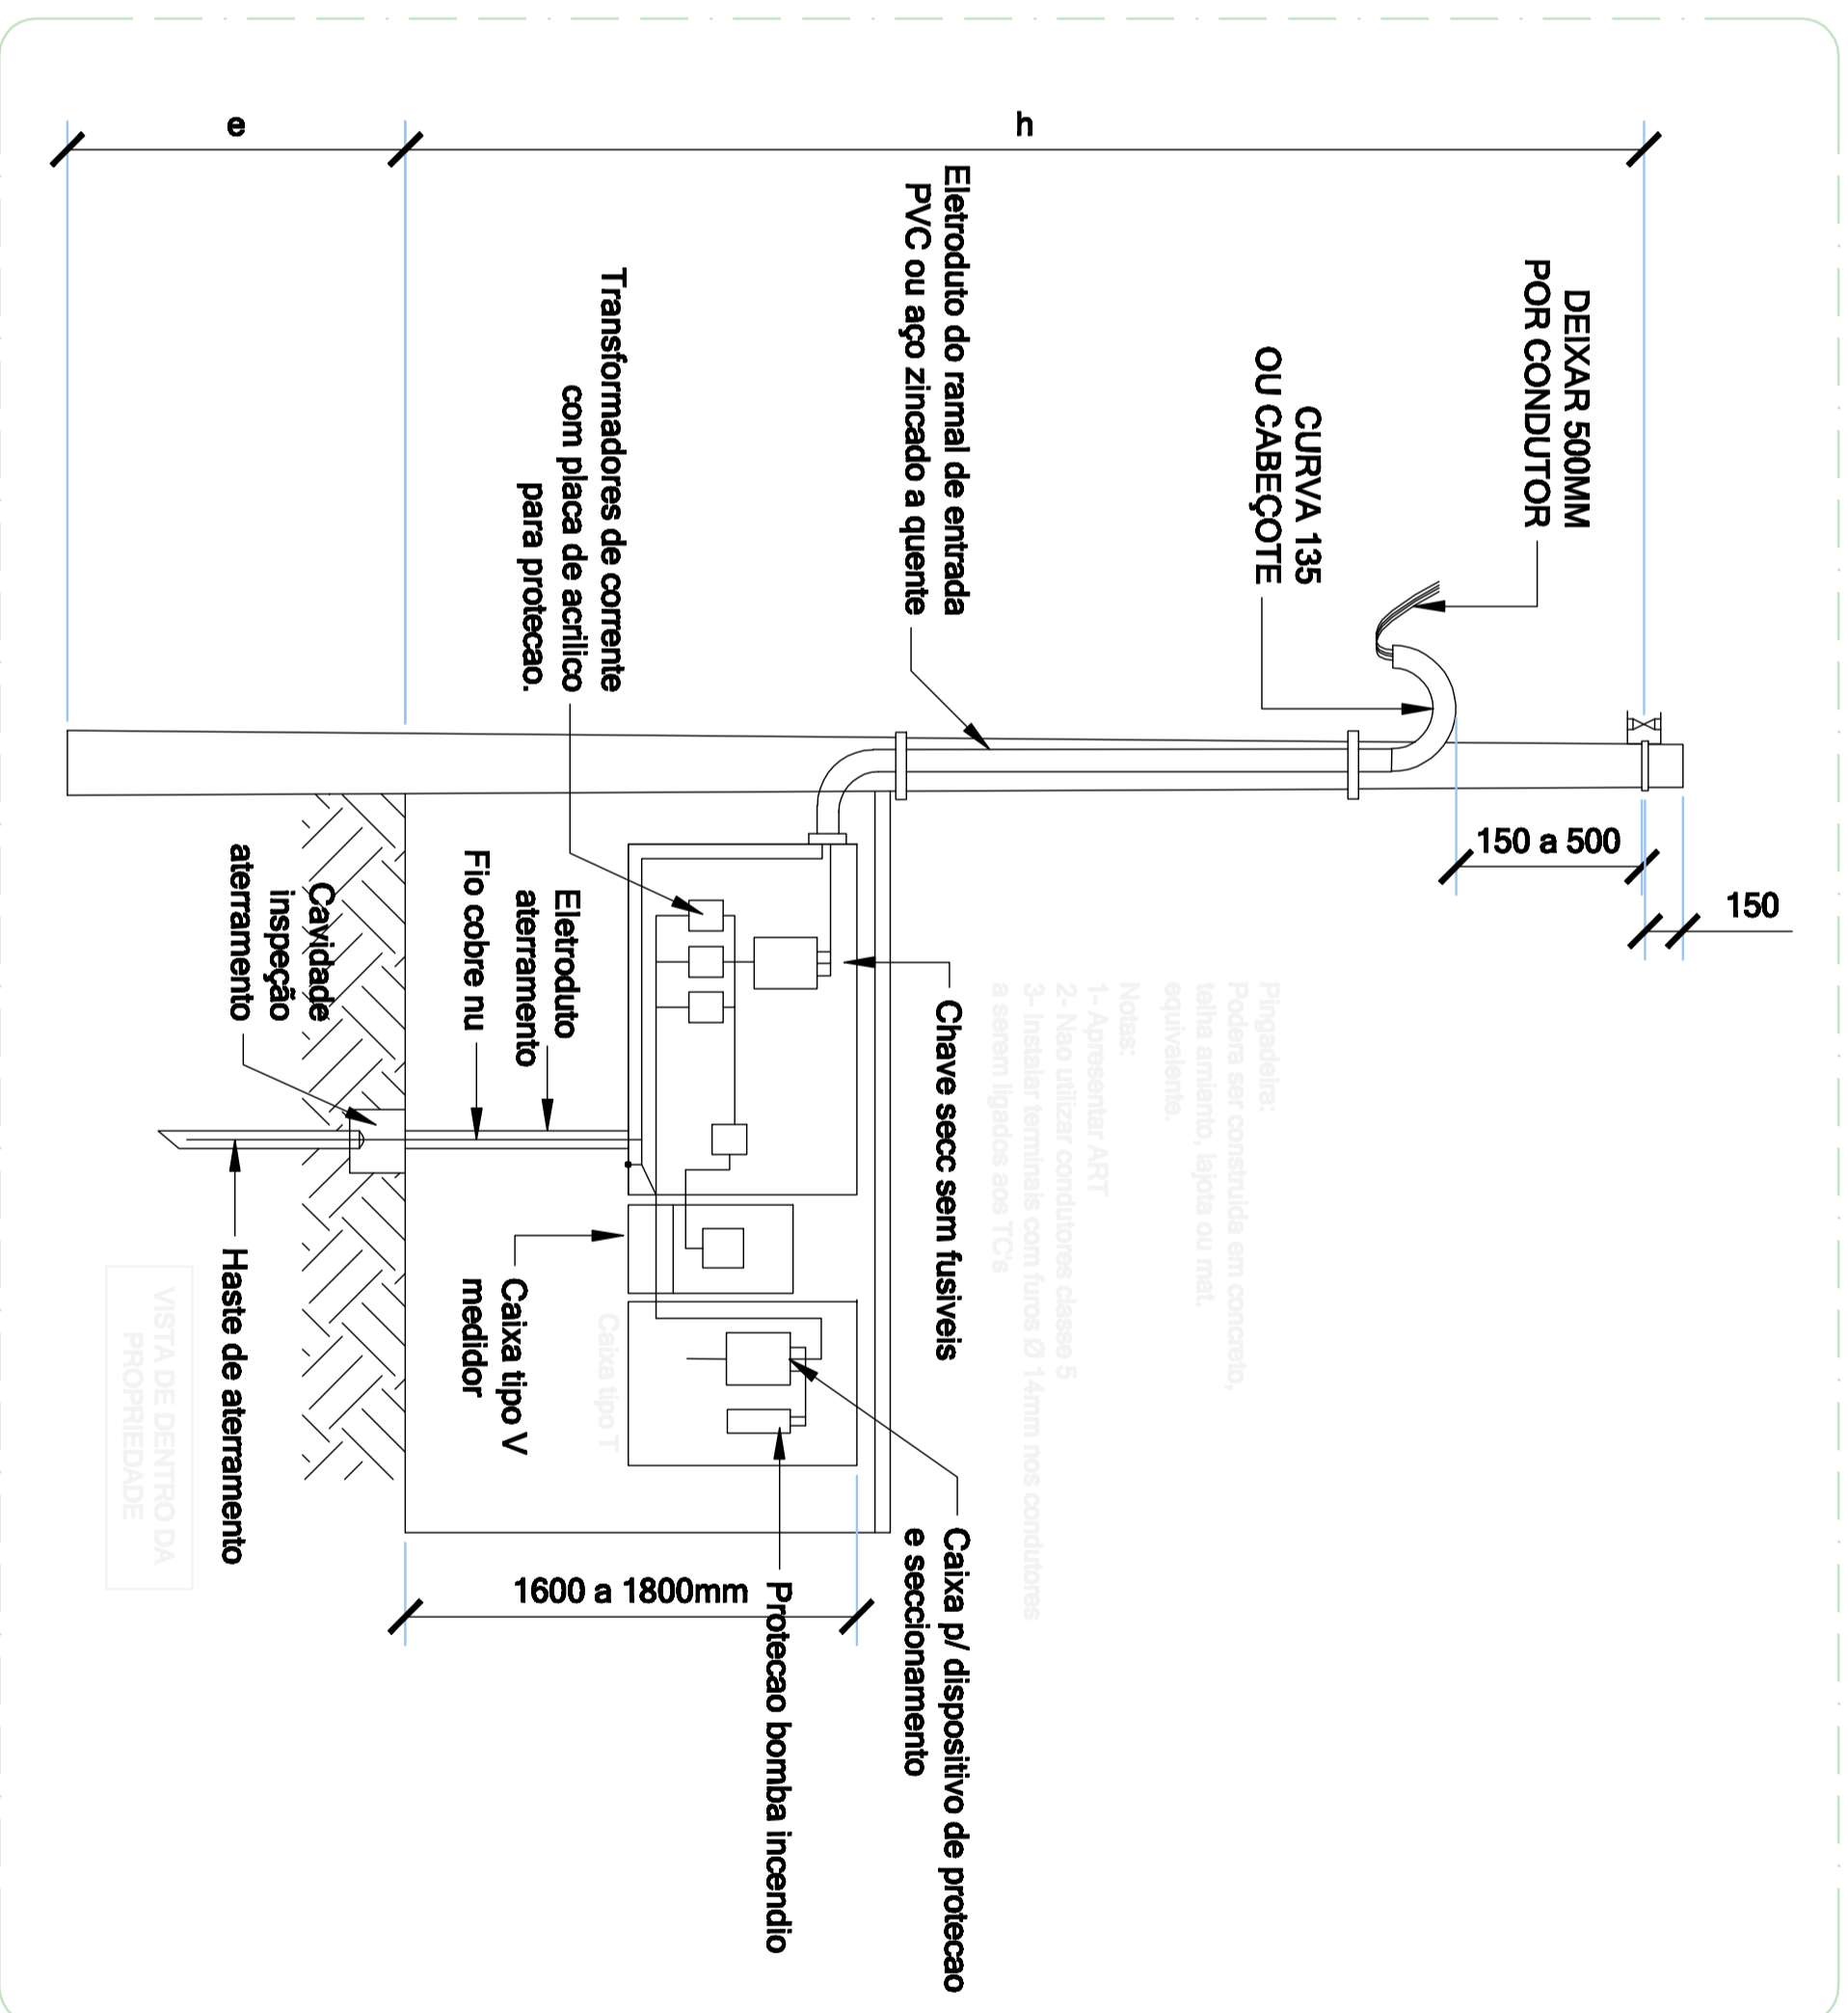 150
150 a 500
DEIXAR 500MM
POR CONDUTOR
CURVA 135
OU CABEÇOTE
h
Eletroduto do ramal de entrada
PVC ou aço zincado a quente
Pingadeira:
Podera ser construida em concreto,
telha amianto, lajota ou mat.
equivalente.
Notas:
1- Apresentar ART
2- Nao utilizar condutores classe 5
3- Instalar terminais com furos Ø 14mm nos condutores
a serem ligados aos TC's
Chave secc sem fusiveis
Caixa p/ dispositivo de protecao
e seccionamento
Protecao bomba incendio
1600 a 1800mm
Transformadores de corrente
com placa de acrilico
para protecao.
Caixa tipo T
Eletroduto
aterramento
Fio cobre nu
Caixa tipo V
medidor
Cavidade
inspeção
aterramento
Haste de aterramento
e
VISTA DE DENTRO DA
PROPRIEDADE